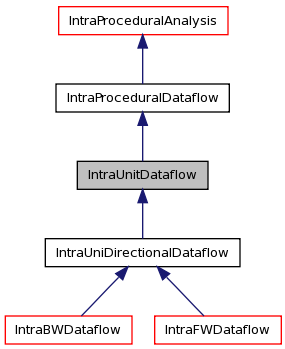 IntraProceduralAnalysis
IntraProceduralDataflow
IntraUnitDataflow
IntraUniDirectionalDataflow
IntraBWDataflow
IntraFWDataflow